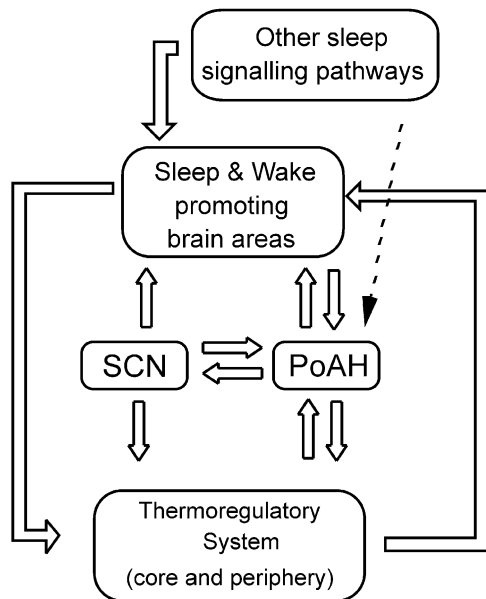 Other sleep
signalling pathways
Sleep & Wake
promoting
brain areas
SCN
PoAH
Thermoregulatory
System
(core and periphery)